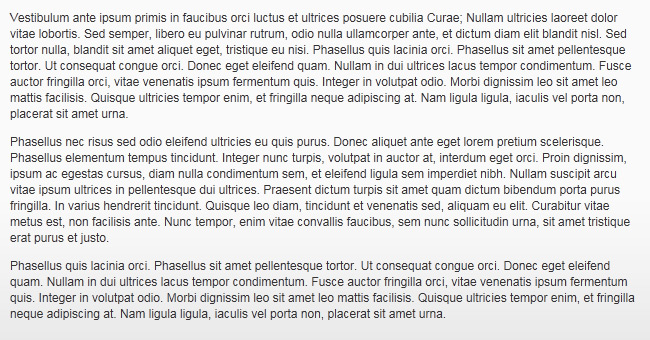 Vestibulum ante ipsum primis in faucibus orci luctus et ultrices posuere cubilia Curae; Nullam ultricies laoreet dolor
vitae lobortis. Sed semper, libero eu pulvinar rutrum, odio nulla ullamcorper ante, et dictum diam elit blandit nisl. Sed
tortor nulla, blandit sit amet aliquet eget, tristique eu nisi. Phasellus quis lacinia orci. Phasellus sit amet pellentesque
tortor. Ut consequat congue orci. Donec eget eleifend quam. Nullam in dui ultrices lacus tempor condimentum. Fusce
auctor fringilla orci, vitae venenatis ipsum fermentum quis. Integer in volutpat odio. Morbi dignissim leo sit amet leo
mattis facilisis. Quisque ultricies tempor enim, et fringilla neque adipiscing at. Nam ligula ligula, iaculis vel porta non,
placerat sit amet urna.
Phasellus nec risus sed odio eleifend ultricies eu quis purus. Donec aliquet ante eget lorem pretium scelerisque.
Phasellus elementum tempus tincidunt. Integer nunc turpis, volutpat in auctor at, interdum eget orci. Proin dignissim,
ipsum ac egestas cursus, diam nulla condimentum sem, et eleifend ligula sem imperdiet nibh. Nullam suscipit arcu
vitae ipsum ultrices in pellentesque dui ultrices. Praesent dictum turpis sit amet quam dictum bibendum porta purus
fringilla. In varius hendrerit tincidunt. Quisque leo diam, tincidunt et venenatis sed, aliquam eu elit. Curabitur vitae
metus est, non facilisis ante. Nunc tempor, enim vitae convallis faucibus, sem nunc sollicitudin urna, sit amet tristique
erat purus et justo.
Phasellus quis lacinia orci. Phasellus sit amet pellentesque tortor. Ut consequat congue orci. Donec eget eleifend
quam. Nullam in dui ultrices lacus tempor condimentum. Fusce auctor fringilla orci, vitae venenatis ipsum fermentum
quis. Integer in volutpat odio. Morbi dignissim leo sit amet leo mattis facilisis. Quisque ultricies tempor enim, et fringilla
neque adipiscing at. Nam ligula ligula, iaculis vel porta non, placerat sit amet urna.